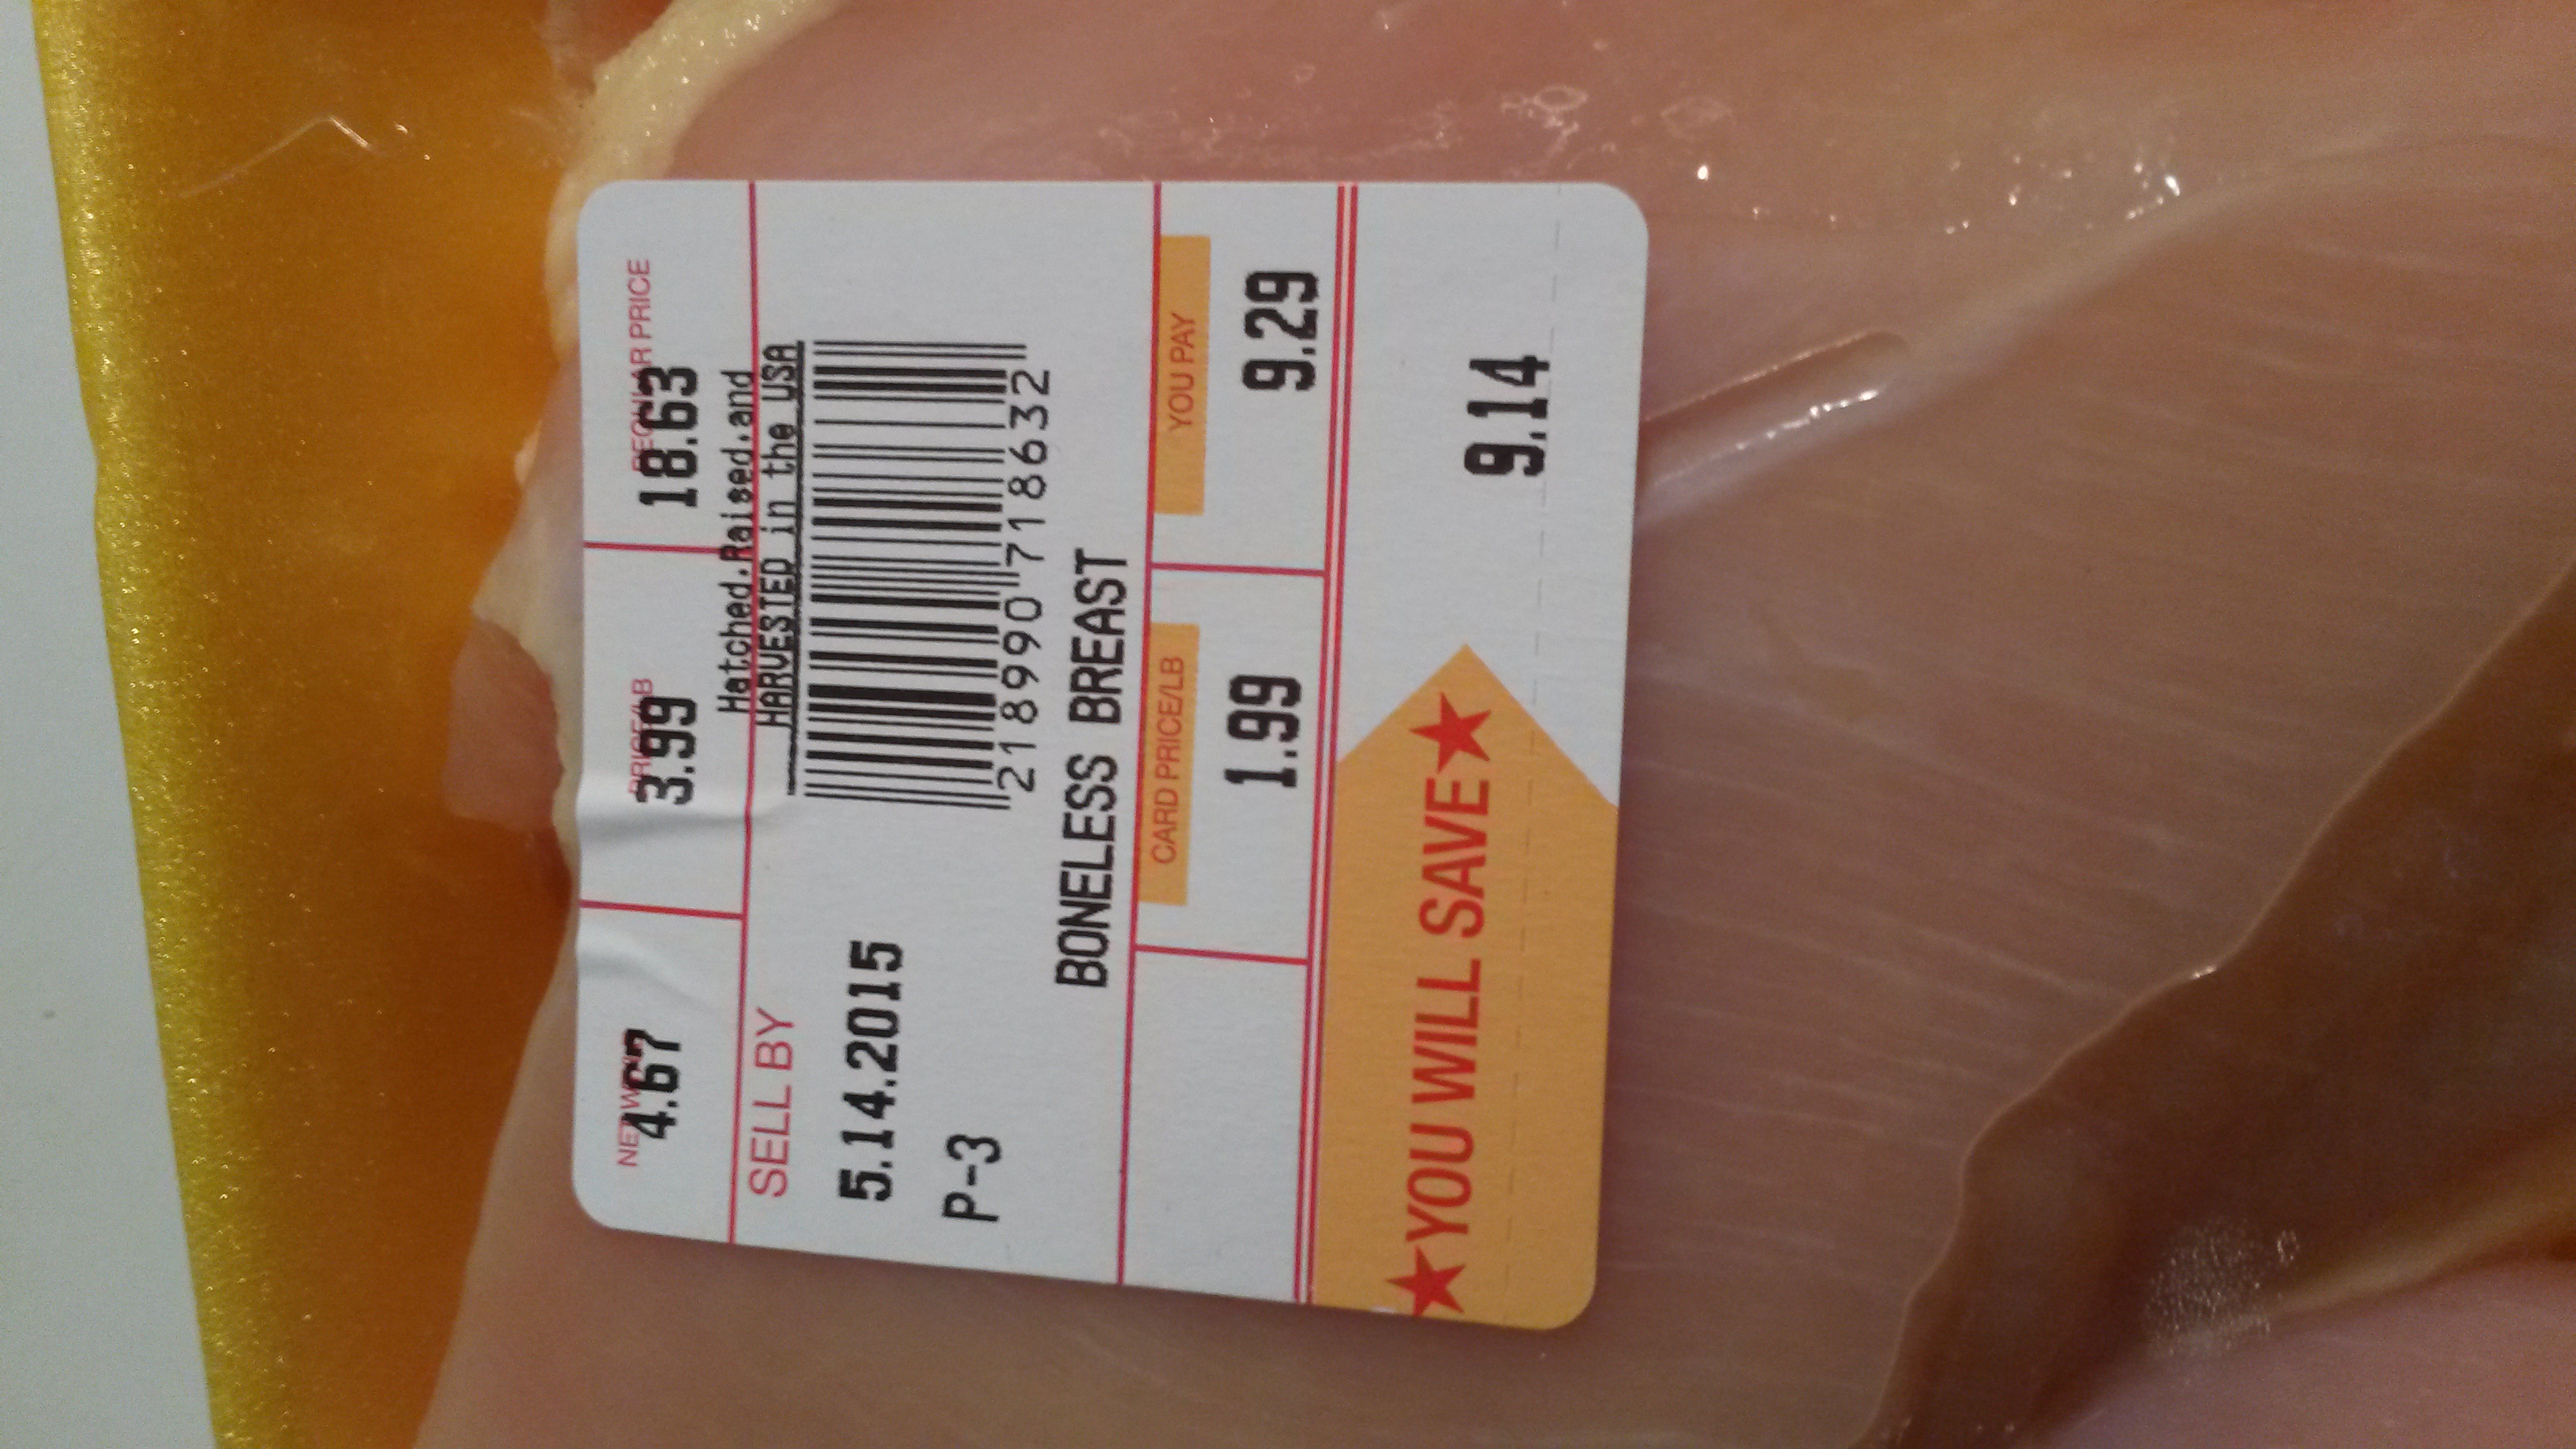 NET WT. PRICE/LB REGULAR PRICE
4.67 3.99 18.63
Hatched.Raised.and
HARVESTED in the USA
SELL BY
5.14.2015
P-3
218990 718632
BONELESS BREAST
CARD PRICE/LB YOU PAY
1.99 9.29
★YOU WILL SAVE★ 9.14